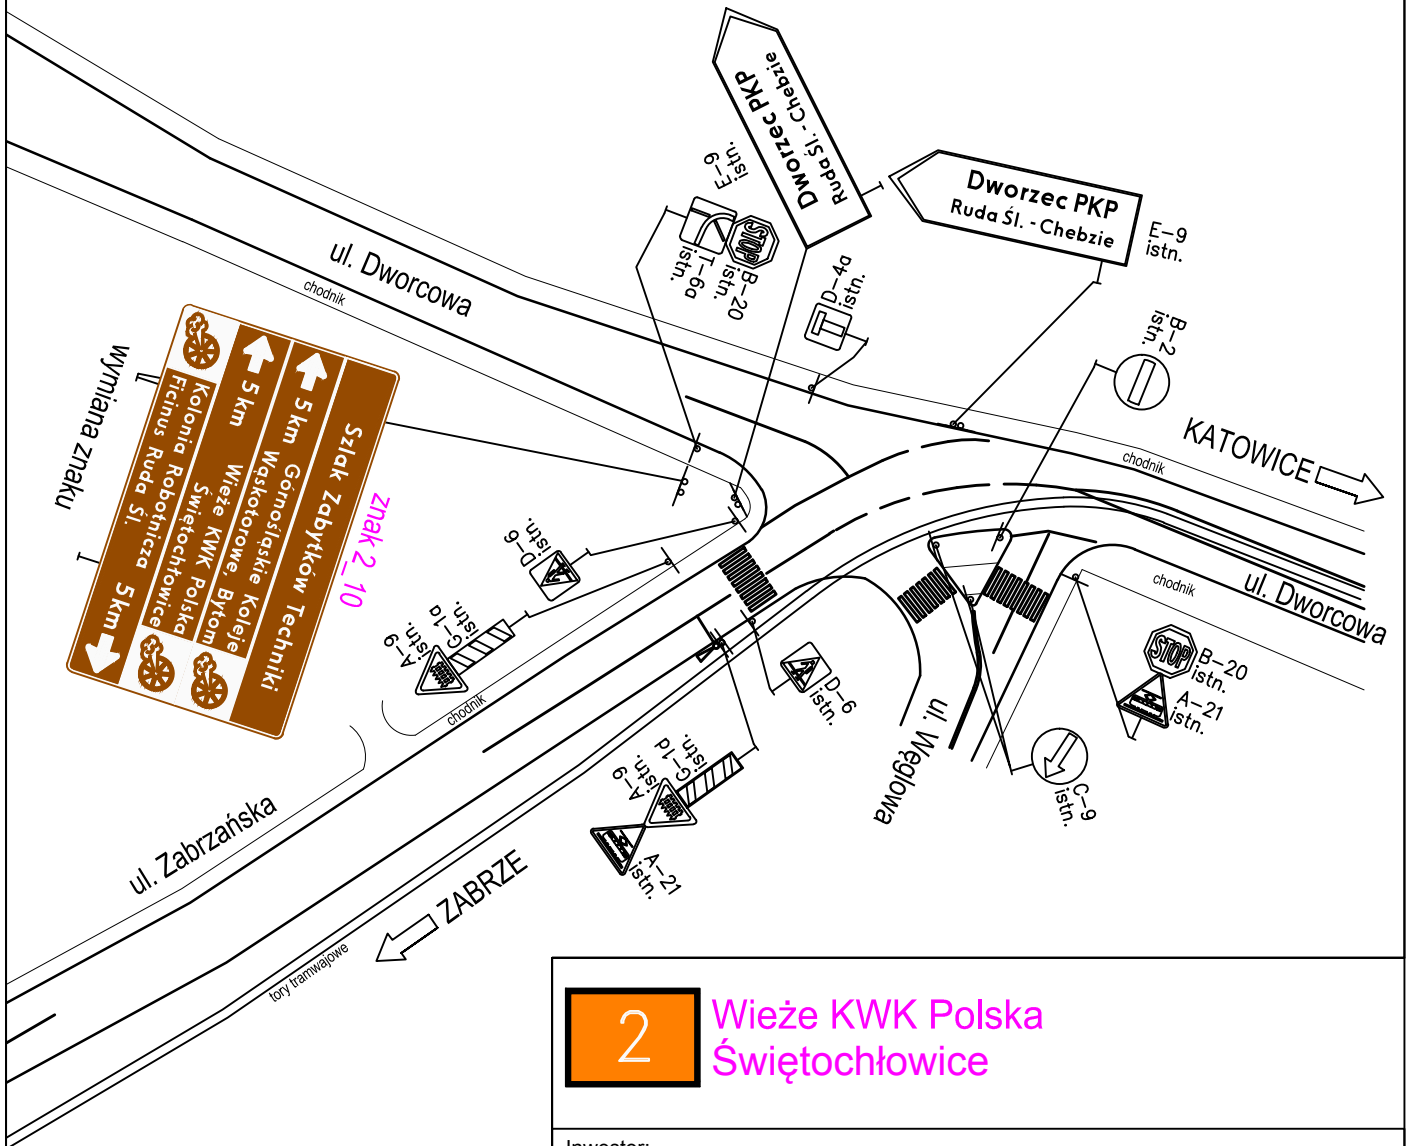 Dworzec PKP
Ruda Śl. - Chebzie
E-9
istn.
Dworzec PKP
Ruda Śl. - Chebzie
E-9
istn.
STOP
T-6a
istn.
B-20
istn.
D-4a
istn.
B-2
istn.
ul. Dworcowa
chodnik
KATOWICE
chodnik
wymiana znaku
Szlak Zabytków Techniki
5 km Górnośląskie Koleje
Wąskotorowe, Bytom
5 km Wieże KWK Polska
Świętochłowice
Kolonia Robotnicza
Ficinus Ruda Śl. 5 km
znak 2_10
D-6
istn.
A-9
istn.
G-1a
istn.
chodnik
D-6
istn.
chodnik
ul. Dworcowa
STOP
B-20
istn.
A-21
istn.
C-9
istn.
ul. Węglowa
A-9
istn.
G-1d
istn.
A-21
istn.
ul. Zabrzańska
ZABRZE
tory tramwajowe
2
Wieże KWK Polska
Świętochłowice
Inwestor: